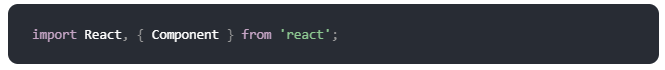 import React, { Component } from 'react';